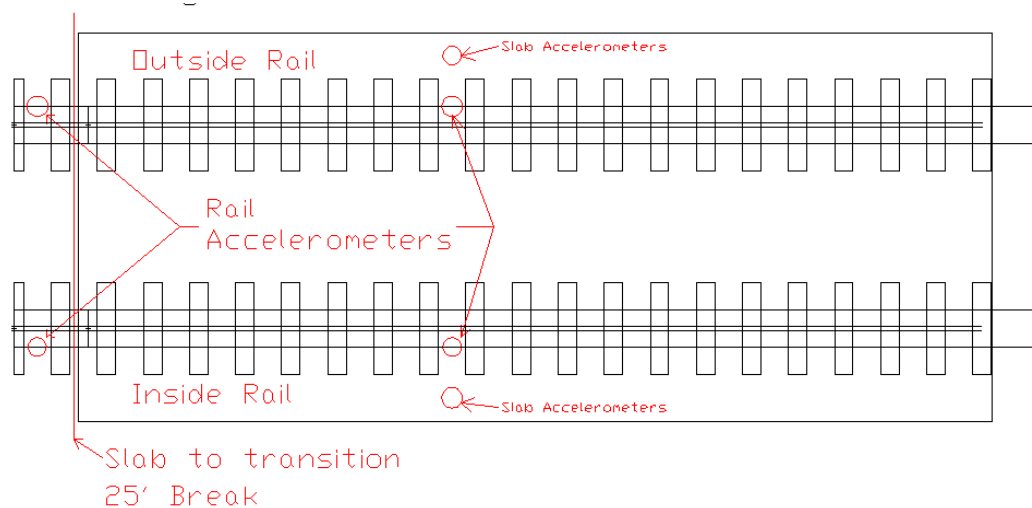 Outside Rail
Slab Accelerometers
Rail
Accelerometers
Inside Rail
Slab Accelerometers
Slab to transition
25' Break